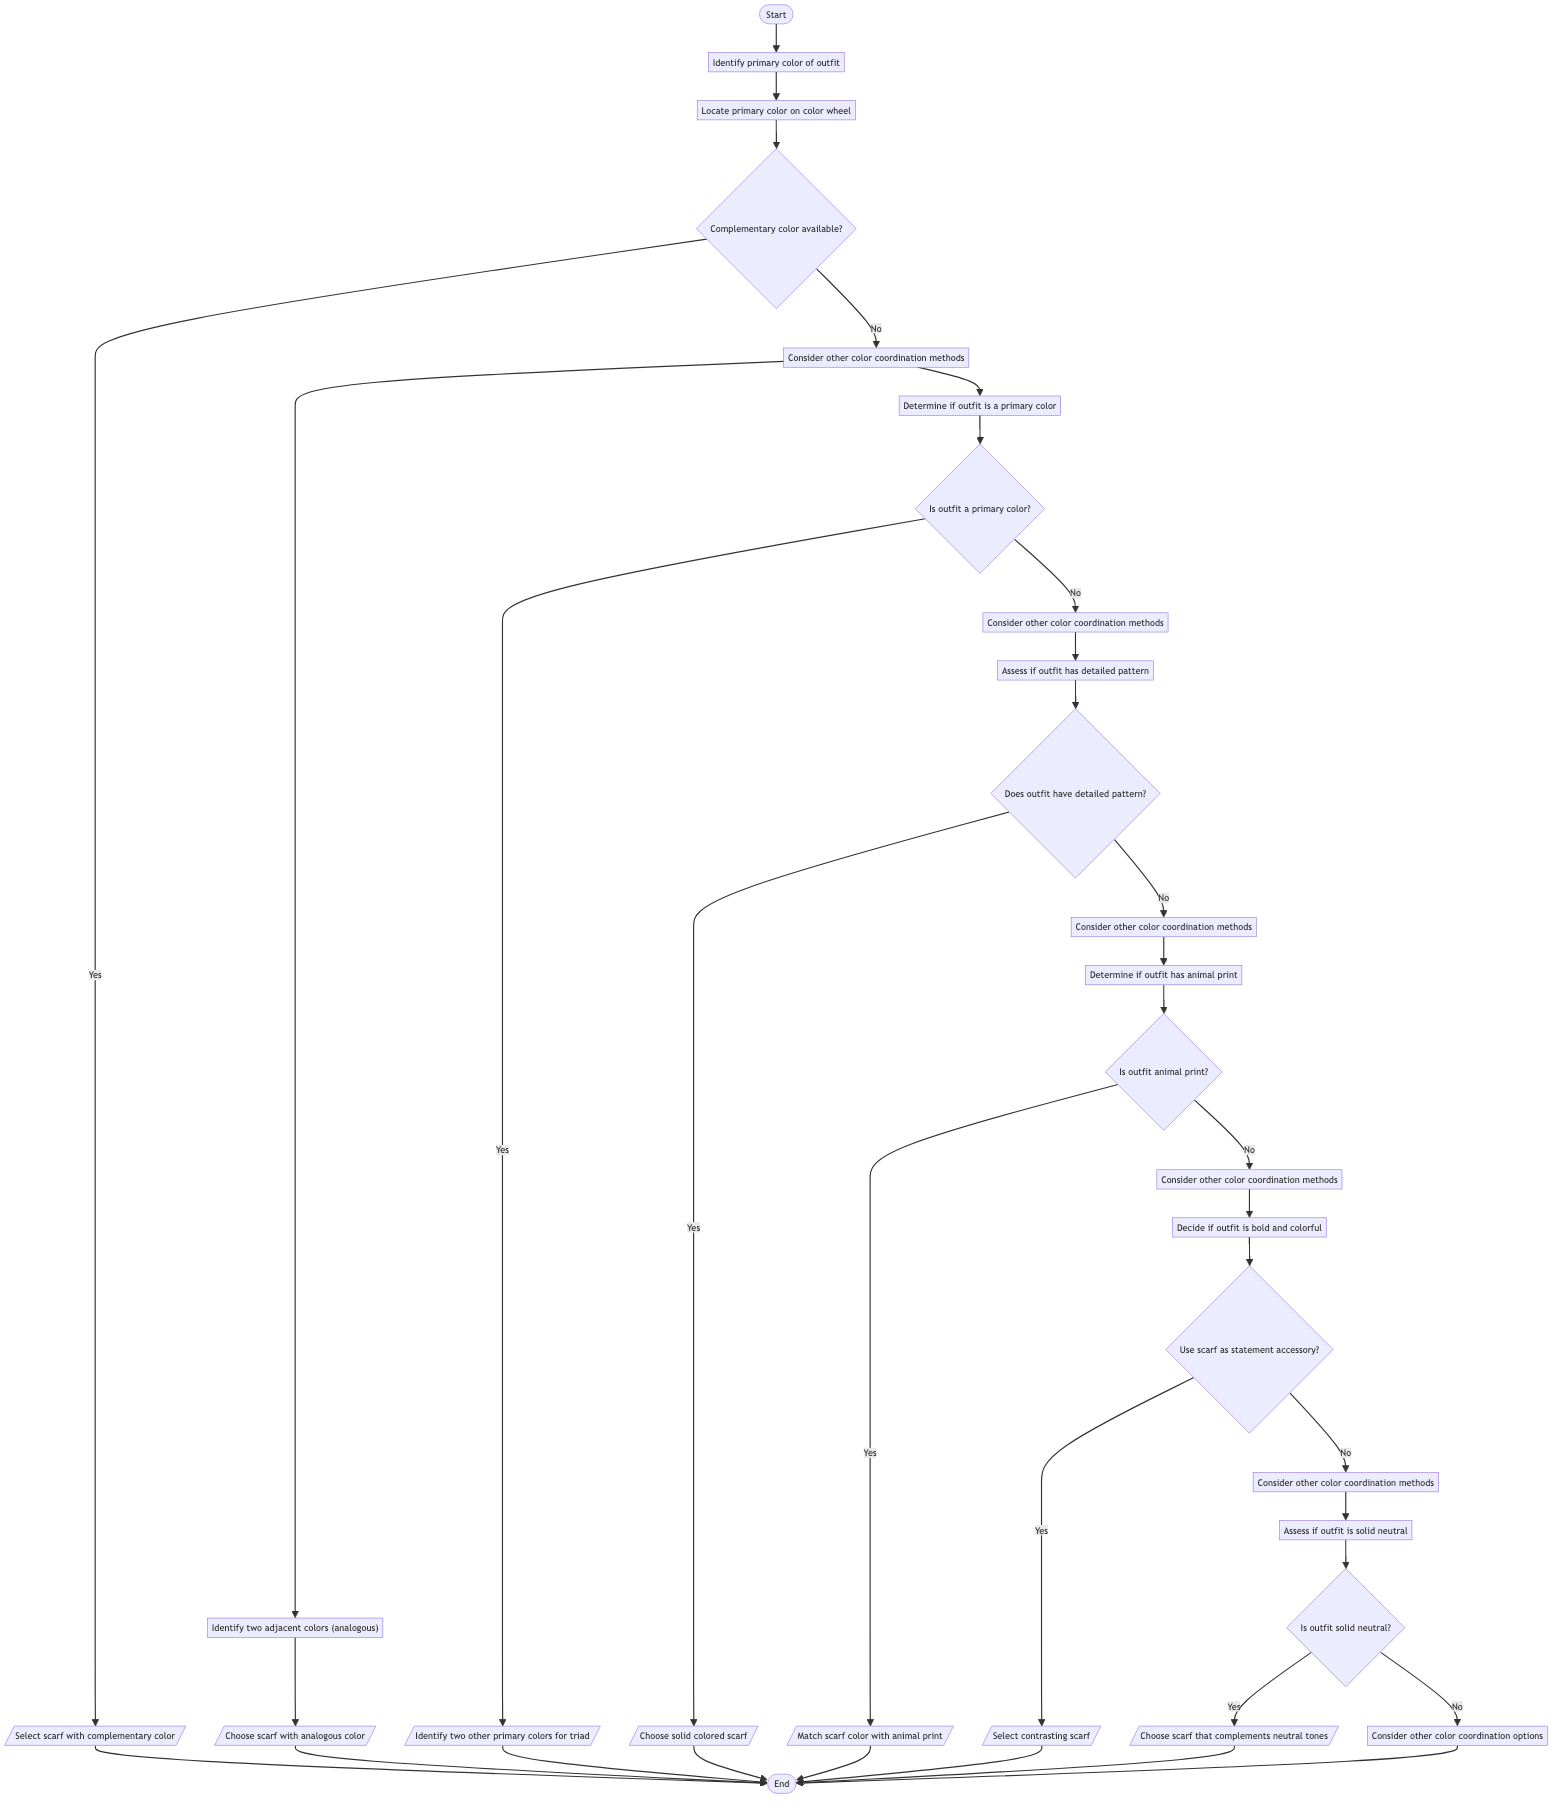 Start
Identify primary color of outfit
Locate primary color on color wheel
Complementary color available?
No
Consider other color coordination methods
Determine if outfit is a primary color
Is outfit a primary color?
No
Consider other color coordination methods
Assess if outfit has detailed pattern
Does outfit have detailed pattern?
No
Consider other color coordination methods
Yes
Determine if outfit has animal print
Is outfit animal print?
Yes
No
Consider other color coordination methods
Yes
Decide if outfit is bold and colorful
Use scarf as statement accessory?
Yes
No
Consider other color coordination methods
Yes
Assess if outfit is solid neutral
Identify two adjacent colors (analogous)
Is outfit solid neutral?
Yes
No
Select scarf with complementary color
Choose scarf with analogous color
Identify two other primary colors for triad
Choose solid colored scarf
Match scarf color with animal print
Select contrasting scarf
Choose scarf that complements neutral tones
Consider other color coordination options
End